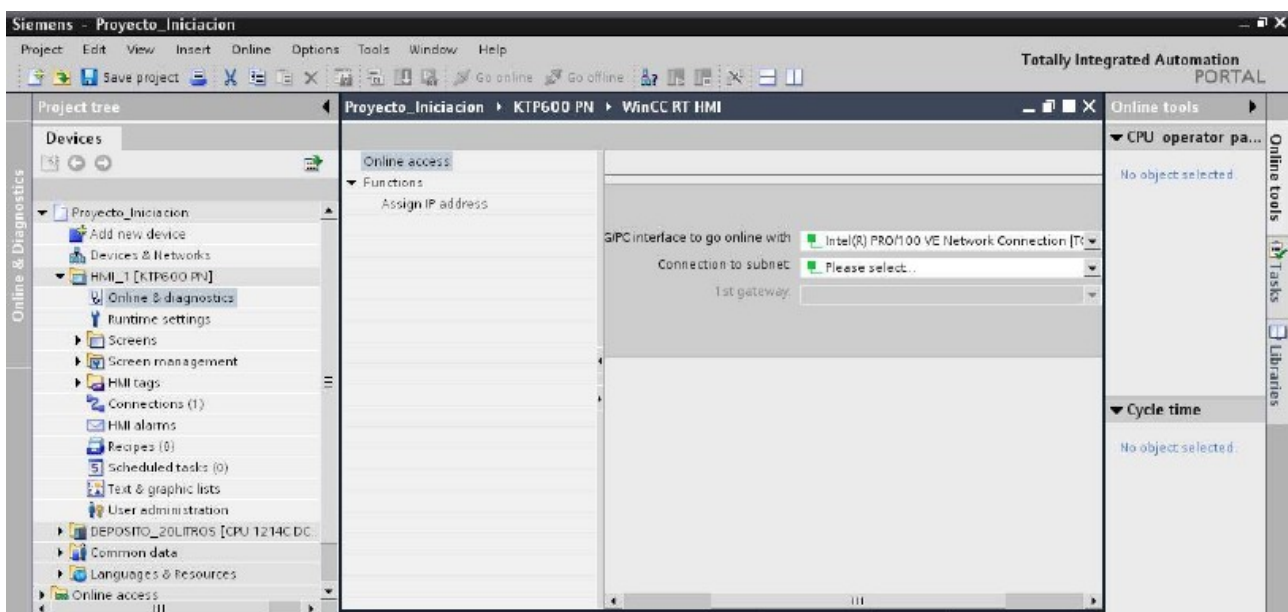 Siemens - Proyecto_Iniciacion
Project Edit View Insert Online Options Tools Window Help
Totally Integrated Automation
PORTAL
Save project Go online Go offline
Project tree
Devices
Online & Diagnostics
Proyecto_Iniciacion
Add new device
Devices & Networks
HMI_1 [KTP600 PN]
Online & diagnostics
Runtime settings
Screens
Screen management
HMI tags
Connections (1)
HMI alarms
Recipes (0)
Scheduled tasks (0)
Text & graphic lists
User administration
DEPOSITO_20LITROS [CPU 1214C DC
Common data
Languages & Resources
Online access
Proyecto_Iniciacion KTP600 PN WinCC RT HMI
Online access
Functions
Assign IP address
G/PC interface to go online with
Intel(R) PRO/100 VE Network Connection [TC
Connection to subnet:
Please select...
1st gateway:
Online tools
CPU operator pa...
No object selected.
Cycle time
No object selected.
Online tools
Tasks
Libraries